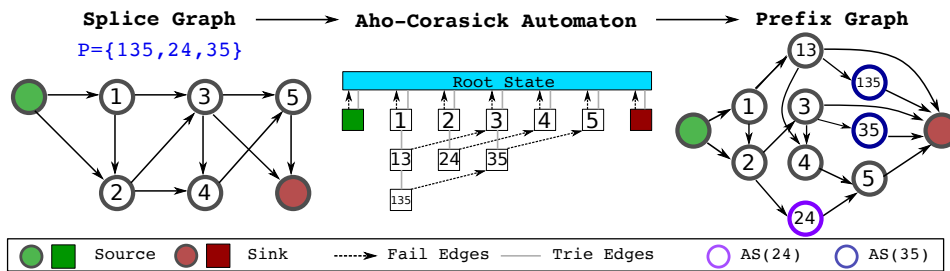 Splice Graph
Aho-Corasick Automaton
Prefix Graph
P={135,24,35}
1
3
5
2
4
Root State
1
2
3
4
5
13
24
35
135
13
135
1
3
35
2
4
5
24
Source
Sink
Fail Edges
Trie Edges
AS(24)
AS(35)